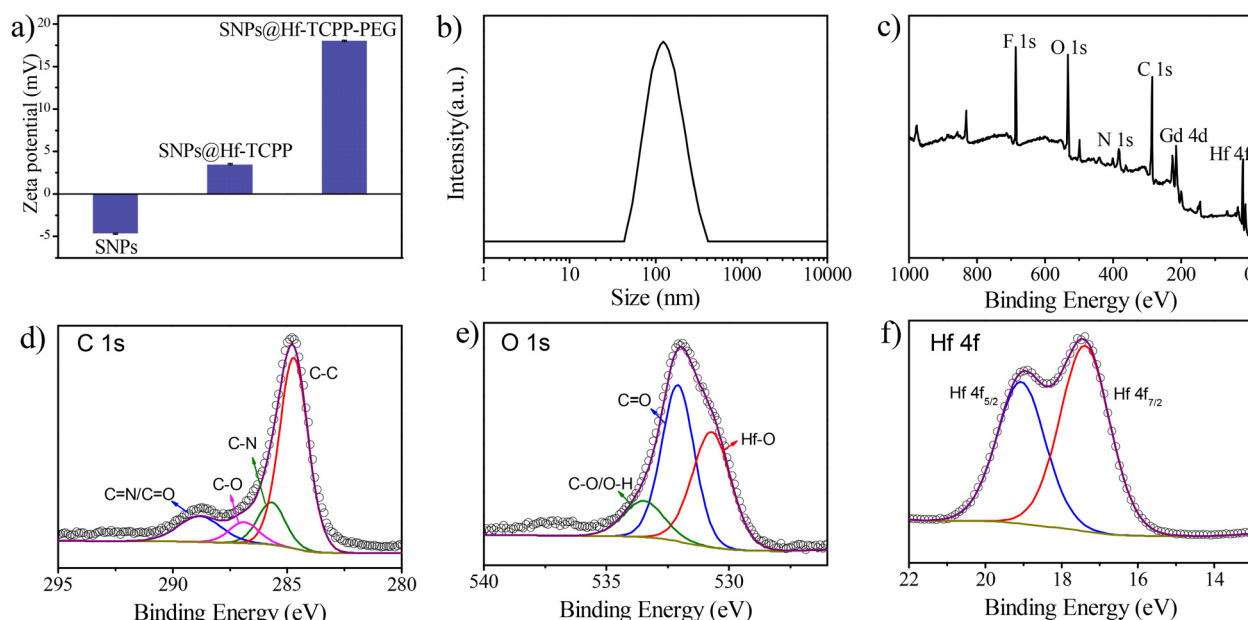 a)
Zeta potential (mV)
20
15
10
5
0
-5
SNPs
SNPs@Hf-TCPP
SNPs@Hf-TCPP-PEG
b)
Intensity(a.u.)
1 10 100 1000 10000
Size (nm)
c)
F 1s
O 1s
N 1s
C 1s
Gd 4d
Hf 4f
1000 800 600 400 200 0
Binding Energy (eV)
d)
C 1s
C-C
C-N
C-O
C=N/C=O
295 290 285 280
Binding Energy (eV)
e)
O 1s
C=O
Hf-O
C-O/O-H
540 535 530
Binding Energy (eV)
f)
Hf 4f
Hf 4f5/2
Hf 4f7/2
22 20 18 16 14
Binding Energy (eV)